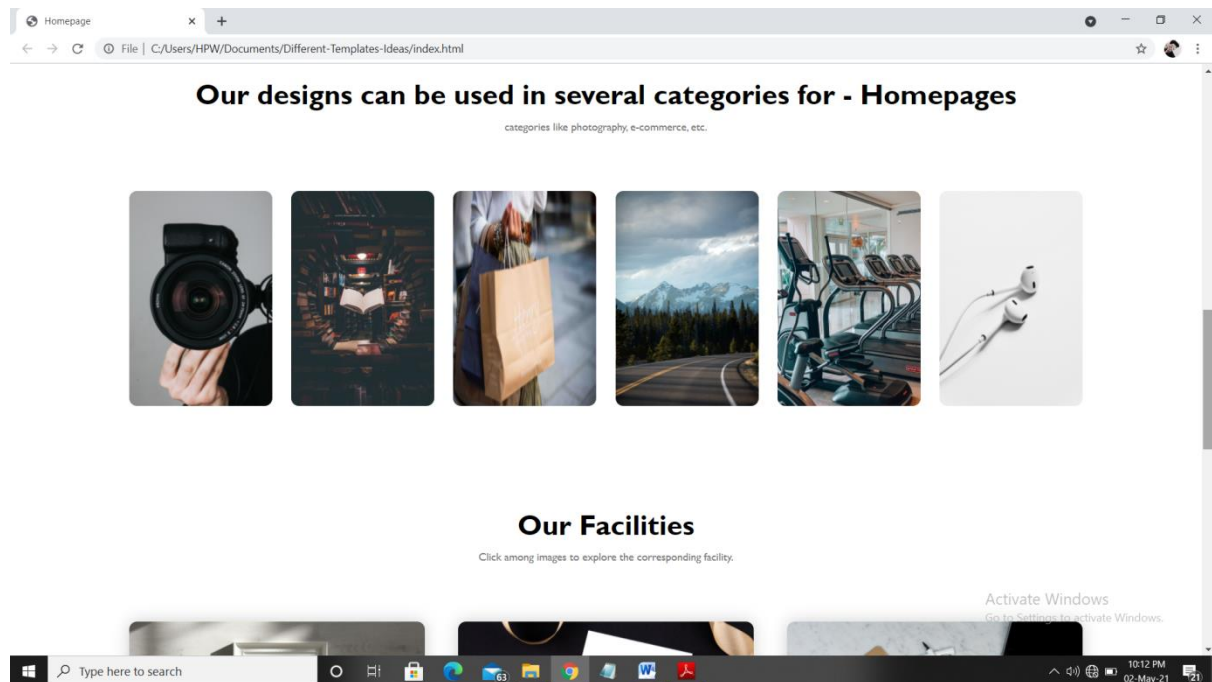 Homepage
File | C:/Users/HPW/Documents/Different-Templates-Ideas/index.html
Our designs can be used in several categories for - Homepages
categories like photography, e-commerce, etc.
Our Facilities
Click among images to explore the corresponding facility.
Activate Windows
Go to Settings to activate Windows.
Type here to search
63
10:12 PM
02-May-21
21